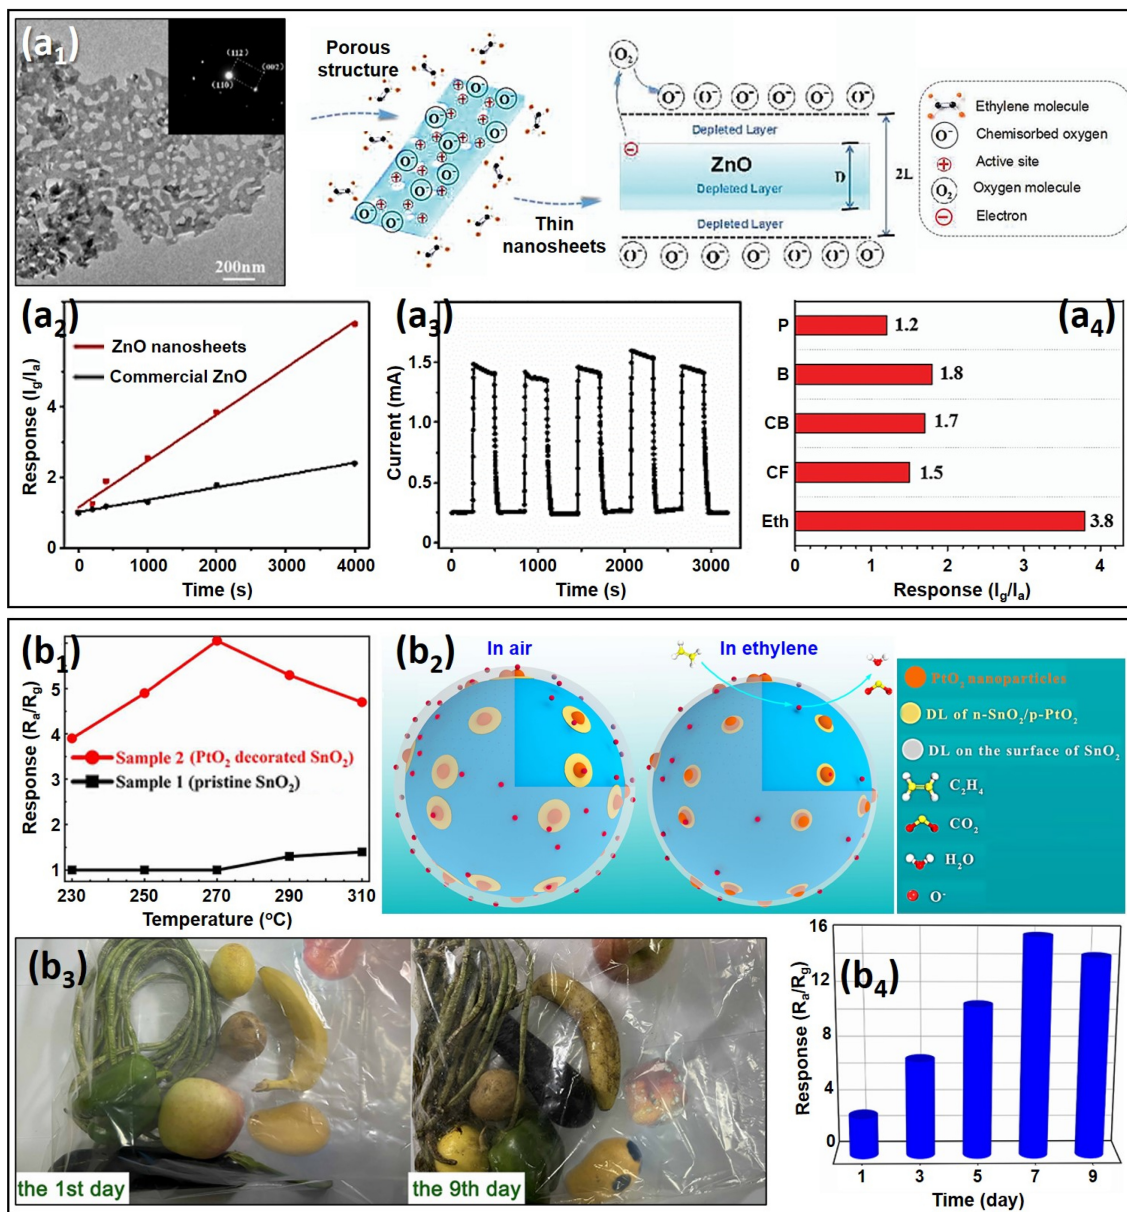 (a₁)
(112)
(002)
(110)
200nm
Porous
structure
Thin
nanosheets
O₂
O⁻ O⁻ O⁻ O⁻ O⁻ O⁻
Depleted Layer
ZnO
Depleted Layer
D
2L
Depleted Layer
O⁻ O⁻ O⁻ O⁻ O⁻ O⁻ O⁻
Ethylene molecule
O⁻ Chemisorbed oxygen
Active site
O₂ Oxygen molecule
Electron
(a₂)
Response (Ig/Ia)
ZnO nanosheets
Commercial ZnO
4
2
0
0 1000 2000 3000 4000
Time (s)
(a₃)
Current (mA)
1.5
1.0
0.5
0.0
0 1000 2000 3000
Time (s)
(a₄)
P 1.2
B 1.8
CB 1.7
CF 1.5
Eth 3.8
0 1 2 3 4
Response (Ig/Ia)
(b₁)
Response (Ra/Rg)
5
4
3
2
1
Sample 2 (PtO₂ decorated SnO₂)
Sample 1 (pristine SnO₂)
230 250 270 290 310
Temperature (°C)
(b₂)
In air
In ethylene
PtO₂ nanoparticles
DL of n-SnO₂/p-PtO₂
DL on the surface of SnO₂
C₂H₄
CO₂
H₂O
O⁻
(b₃)
the 1st day
the 9th day
(b₄)
Response (Ra/Rg)
16
12
8
4
0
1 3 5 7 9
Time (day)